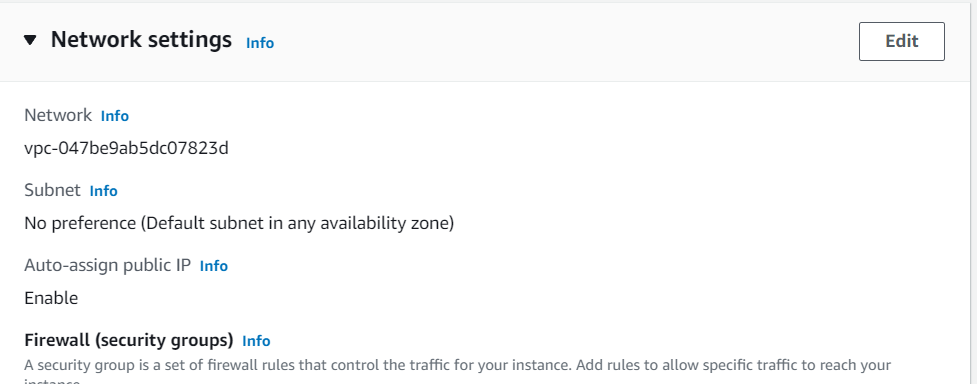 Network settings Info
Edit
Network Info
vpc-047be9ab5dc07823d
Subnet Info
No preference (Default subnet in any availability zone)
Auto-assign public IP Info
Enable
Firewall (security groups) Info
A security group is a set of firewall rules that control the traffic for your instance. Add rules to allow specific traffic to reach your
instance.